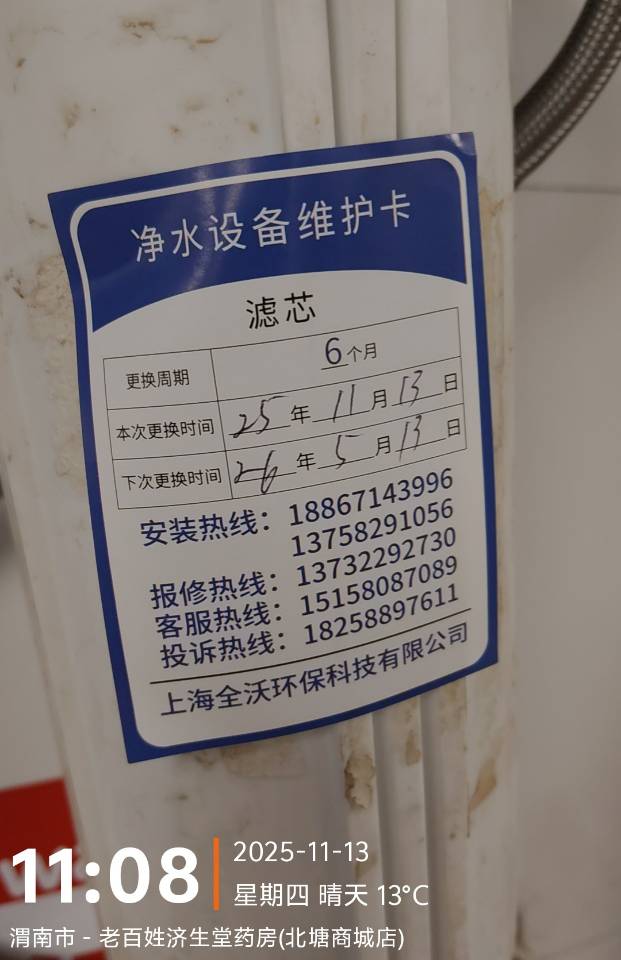 净水设备维护卡
滤芯
更换周期 6个月
本次更换时间 25年11月13日
下次更换时间 26年5月13日
安装热线：18867143996
13758291056
报修热线：13732292730
客服热线：15158087089
投诉热线：18258897611
上海全沃环保科技有限公司
11:08
2025-11-13
星期四 晴天 13℃
渭南市 - 老百姓济生堂药房(北塘商城店)